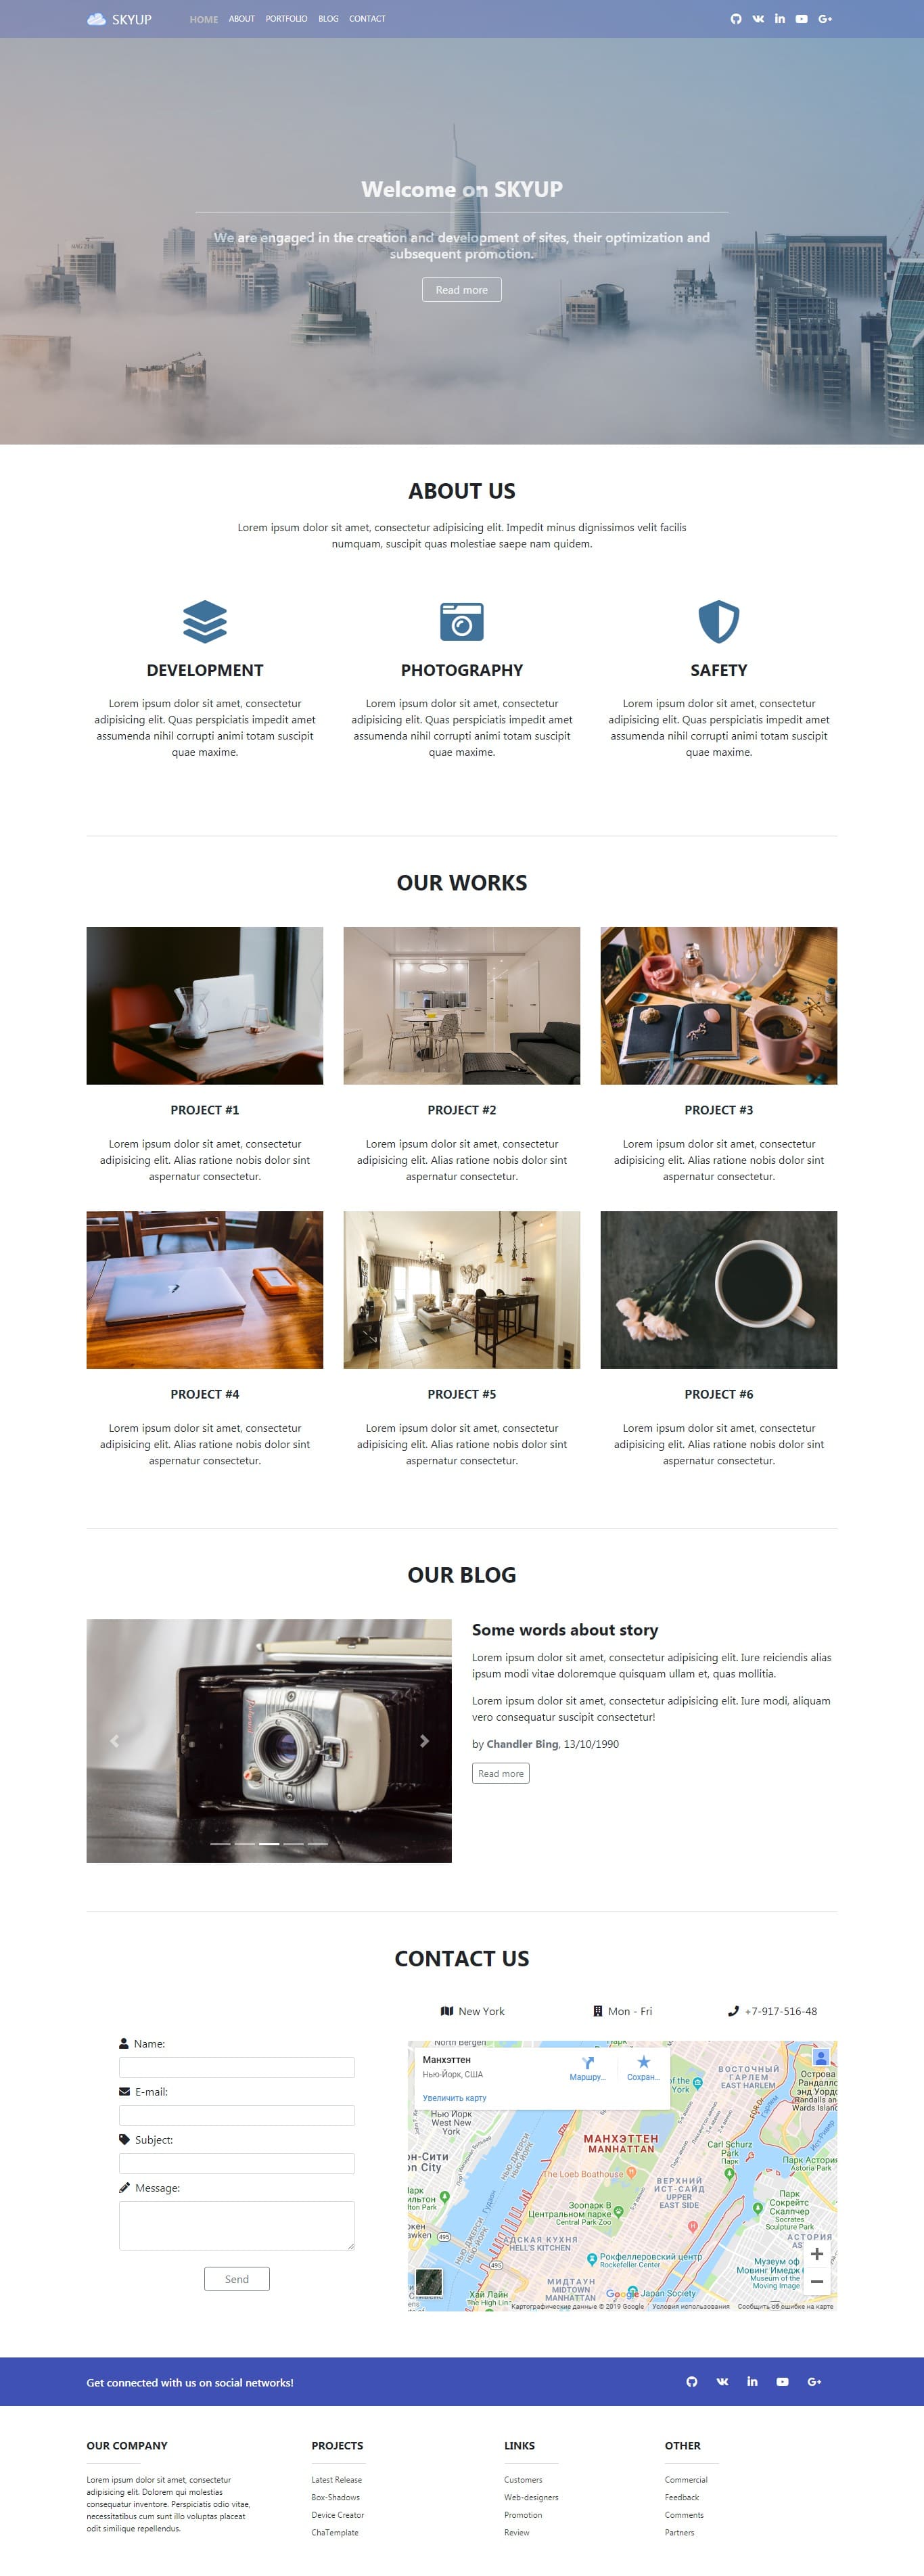 SKYUP
HOME ABOUT PORTFOLIO BLOG CONTACT
Welcome on SKYUP
We are engaged in the creation and development of sites, their optimization and
subsequent promotion.
Read more
ABOUT US
Lorem ipsum dolor sit amet, consectetur adipisicing elit. Impedit minus dignissimos velit facilis
numquam, suscipit quas molestiae saepe nam quidem.
DEVELOPMENT
Lorem ipsum dolor sit amet, consectetur
adipisicing elit. Quas perspiciatis impedit amet
assumenda nihil corrupti animi totam suscipit
quae maxime.
PHOTOGRAPHY
Lorem ipsum dolor sit amet, consectetur
adipisicing elit. Quas perspiciatis impedit amet
assumenda nihil corrupti animi totam suscipit
quae maxime.
SAFETY
Lorem ipsum dolor sit amet, consectetur
adipisicing elit. Quas perspiciatis impedit amet
assumenda nihil corrupti animi totam suscipit
quae maxime.
OUR WORKS
PROJECT #1
Lorem ipsum dolor sit amet, consectetur
adipisicing elit. Alias ratione nobis dolor sint
aspernatur consectetur.
PROJECT #2
Lorem ipsum dolor sit amet, consectetur
adipisicing elit. Alias ratione nobis dolor sint
aspernatur consectetur.
PROJECT #3
Lorem ipsum dolor sit amet, consectetur
adipisicing elit. Alias ratione nobis dolor sint
aspernatur consectetur.
PROJECT #4
Lorem ipsum dolor sit amet, consectetur
adipisicing elit. Alias ratione nobis dolor sint
aspernatur consectetur.
PROJECT #5
Lorem ipsum dolor sit amet, consectetur
adipisicing elit. Alias ratione nobis dolor sint
aspernatur consectetur.
PROJECT #6
Lorem ipsum dolor sit amet, consectetur
adipisicing elit. Alias ratione nobis dolor sint
aspernatur consectetur.
OUR BLOG
Some words about story
Lorem ipsum dolor sit amet, consectetur adipisicing elit. Iure reiciendis alias
ipsum modi vitae doloremque quisquam ullam et, quas mollitia.
Lorem ipsum dolor sit amet, consectetur adipisicing elit. Iure modi, aliquam
vero consequatur suscipit consectetur!
by Chandler Bing, 13/10/1990
Read more
CONTACT US
Name:
E-mail:
Subject:
Message:
Send
New York
Mon - Fri
+7-917-516-48
North Bergen
Манхэттен
Нью-Йорк, США
Увеличить карту
Маршру...
Сохран...
of the York
ВОСТОЧНЫЙ
ГАРЛЕМ
EAST HARLEM
Острова
Рандаллс
энд Уордс
Randalls and
Wards Island
Нью Йорк
West New
York
МАНХЭТТЕН
MANHATTAN
Carl Schurz
Park
Парк
Парк Астори
Astoria Park
The Loeb Boathouse
ВЕРХНИЙ
ИСТ-САЙД
UPPER
EAST SIDE
Зоопарк В
Центральном парке
Central Park Zoo
Парк
Сокрейтс
Скалпчер
Socrates
Sculpture Park
АСТОРИЯ
495
АДСКАЯ КУХНЯ
HELL'S KITCHEN
Рокфеллеровский центр
Rockefeller Center
Музеум оф
Мовинг Имедж
Museum of the
Moving Image
МИДТАУН
MIDTOWN
MANHATTAN
Хай Лайн
The High Line
495
Google
Japan Society
Картографические данные © 2019 Google
Условия использования
Сообщить об ошибке на карте
Get connected with us on social networks!
OUR COMPANY
Lorem ipsum dolor sit amet, consectetur
adipisicing elit. Dolorem qui molestias
consequatur inventore. Perspiciatis odio vitae,
necessitatibus cum sunt illo voluptas placeat
odit similique repellendus.
PROJECTS
Latest Release
Box-Shadows
Device Creator
ChaTemplate
LINKS
Customers
Web-designers
Promotion
Review
OTHER
Commercial
Feedback
Comments
Partners